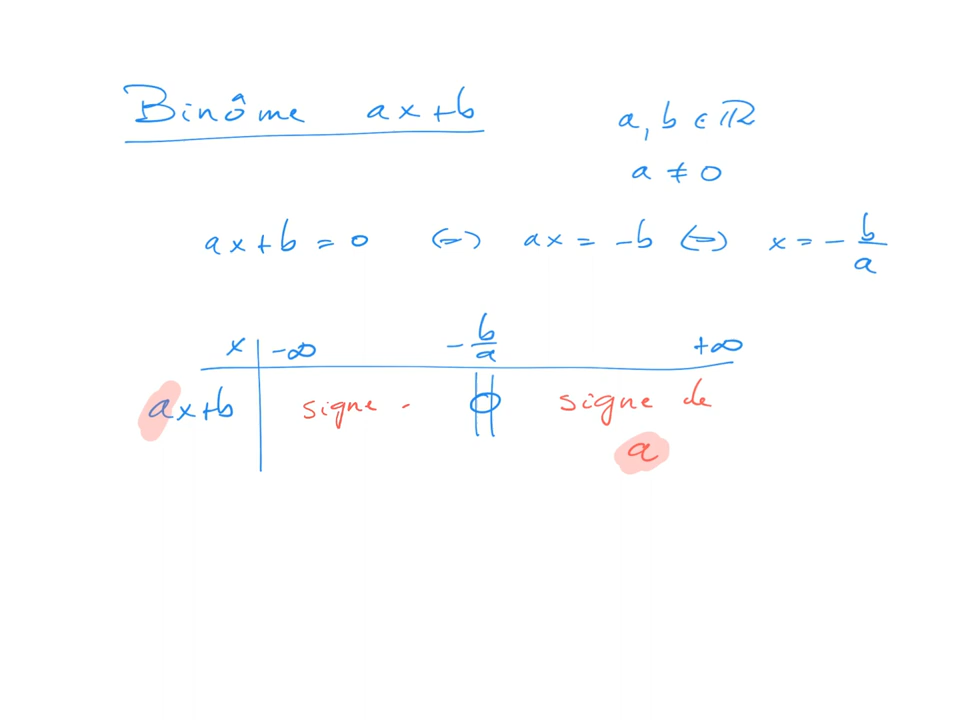 Binôme ax+b
a, b ∈ ℝ
a ≠ 0
ax+b = 0 ⇔ ax = -b ⇔ x = - b/a
x | -∞ - b/a +∞
ax+b | signe - 0 signe de
a